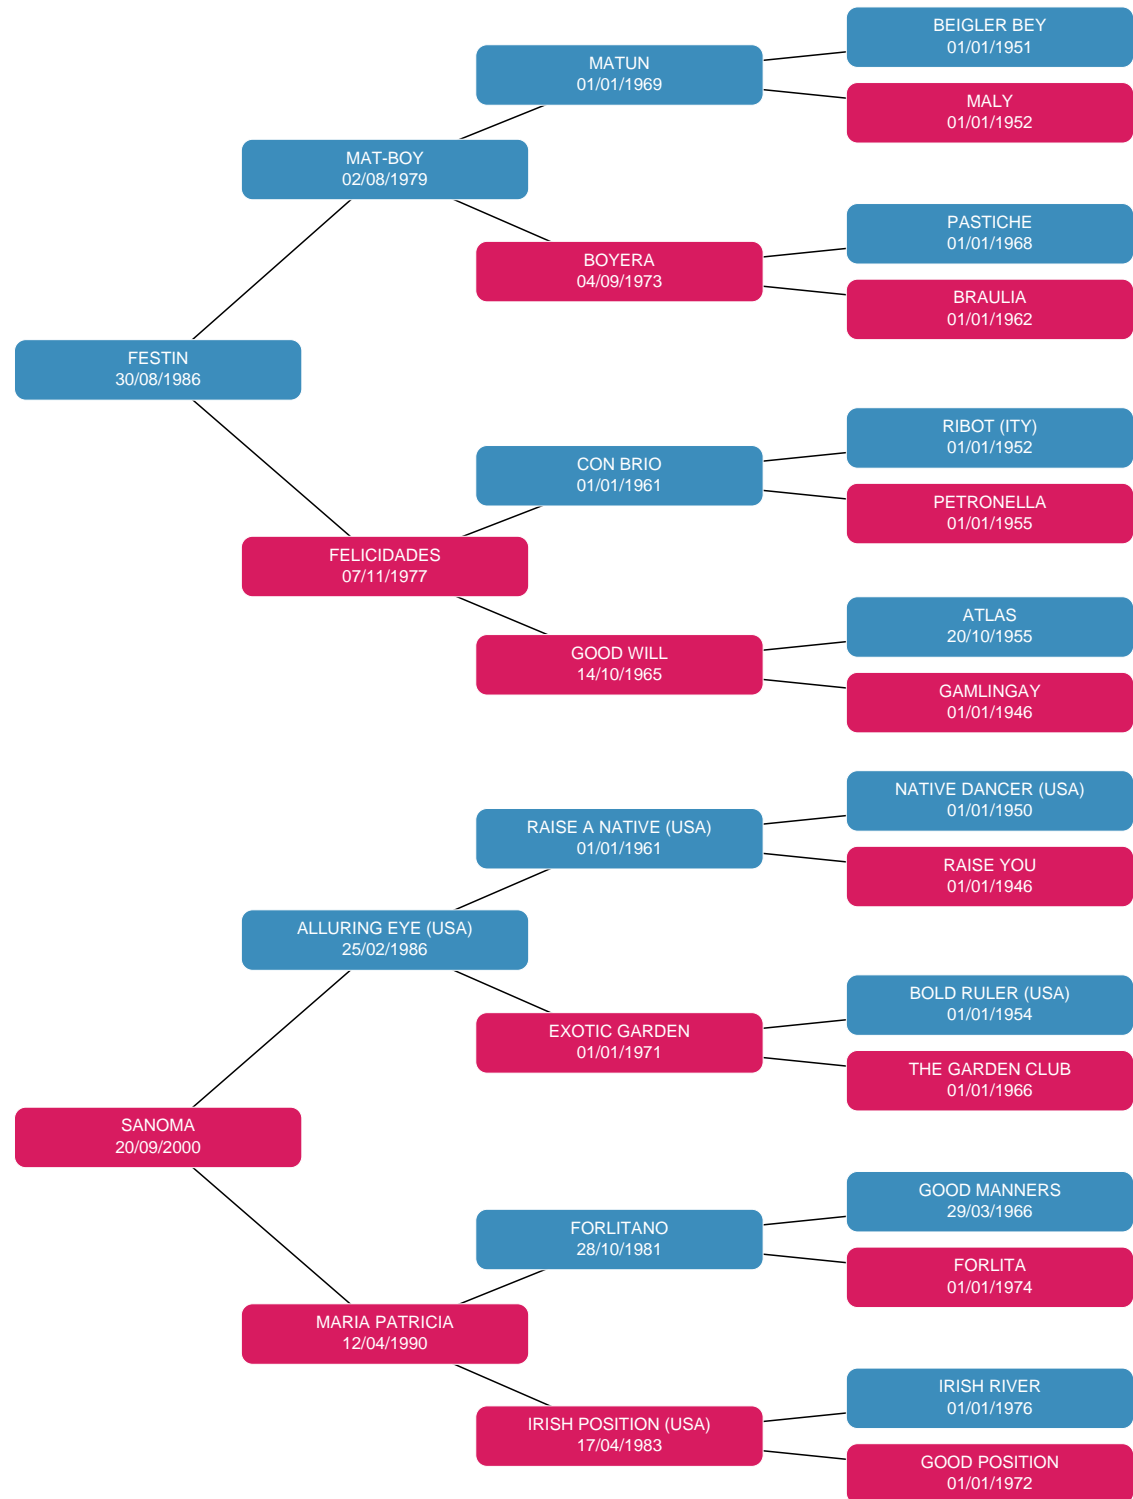 BEIGLER BEY
01/01/1951
MATUN
01/01/1969
MALY
01/01/1952
MAT-BOY
02/08/1979
PASTICHE
01/01/1968
BOYERA
04/09/1973
BRAULIA
01/01/1962
FESTIN
30/08/1986
RIBOT (ITY)
01/01/1952
CON BRIO
01/01/1961
PETRONELLA
01/01/1955
FELICIDADES
07/11/1977
ATLAS
20/10/1955
GOOD WILL
14/10/1965
GAMLINGAY
01/01/1946
NATIVE DANCER (USA)
01/01/1950
RAISE A NATIVE (USA)
01/01/1961
RAISE YOU
01/01/1946
ALLURING EYE (USA)
25/02/1986
BOLD RULER (USA)
01/01/1954
EXOTIC GARDEN
01/01/1971
THE GARDEN CLUB
01/01/1966
SANOMA
20/09/2000
GOOD MANNERS
29/03/1966
FORLITANO
28/10/1981
FORLITA
01/01/1974
MARIA PATRICIA
12/04/1990
IRISH RIVER
01/01/1976
IRISH POSITION (USA)
17/04/1983
GOOD POSITION
01/01/1972